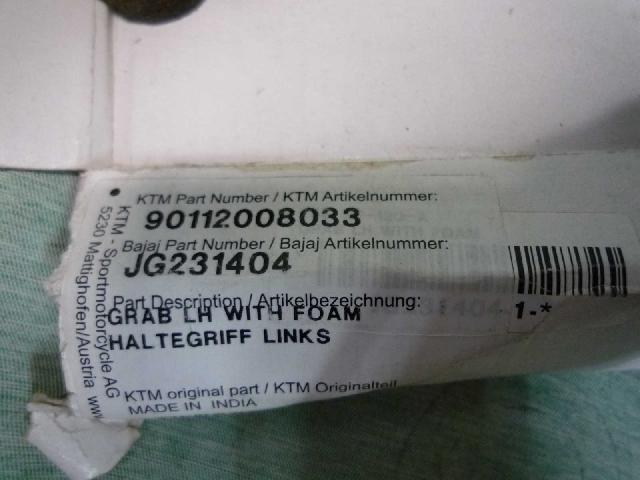 KTM Part Number / KTM Artikelnummer:
90112008033
Bajaj Part Number / Bajaj Artikelnummer:
JG231404
Part Description / Artikelbezeichnung:
GRAB LH WITH FOAM
1-*
HALTEGRIFF LINKS
KTM original part / KTM Originalteil
MADE IN INDIA
KTM - Sportmotorcycle AG
5230 Mattighofen/Austria